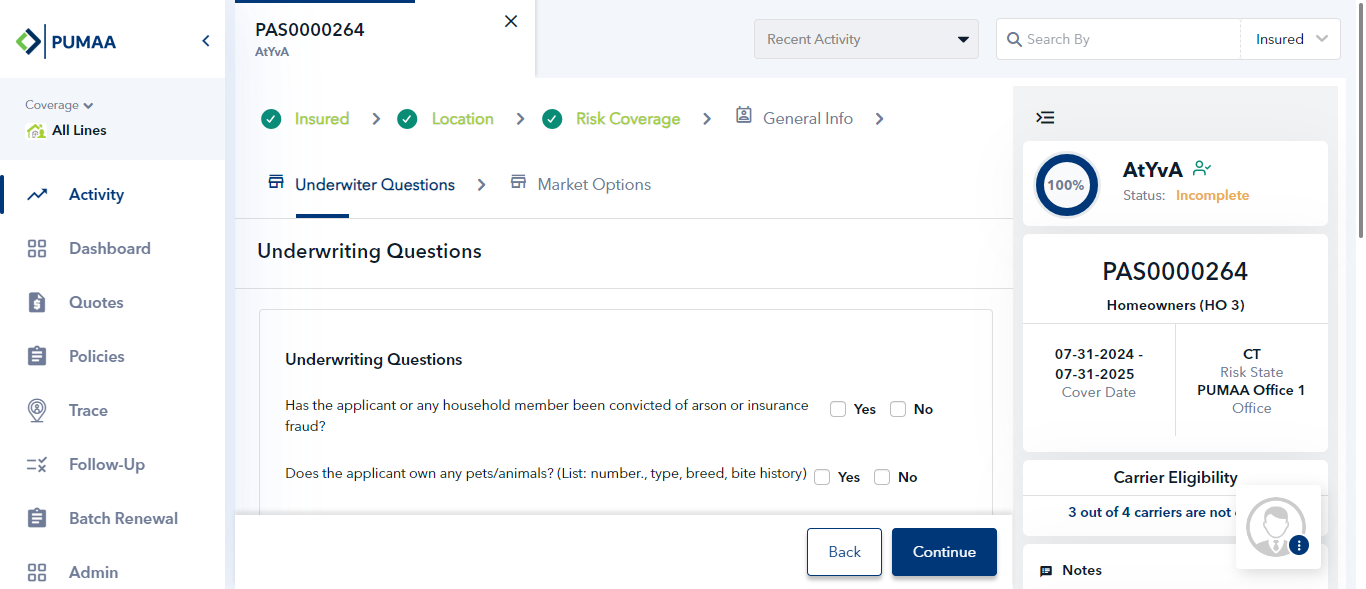 PUMAA
Coverage
All Lines
Activity
Dashboard
Quotes
Policies
Trace
Follow-Up
Batch Renewal
Admin
PAS0000264
AtYvA
Recent Activity
Search By
Insured
Insured
Location
Risk Coverage
General Info
Underwiter Questions
Market Options
Underwriting Questions
Underwriting Questions
Has the applicant or any household member been convicted of arson or insurance
fraud?
Yes No
Does the applicant own any pets/animals? (List: number., type, breed, bite history)
Yes No
Back
Continue
100%
AtYvA
Status: Incomplete
PAS0000264
Homeowners (HO 3)
07-31-2024 -
07-31-2025
Cover Date
CT
Risk State
PUMAA Office 1
Office
Carrier Eligibility
3 out of 4 carriers are not
Notes